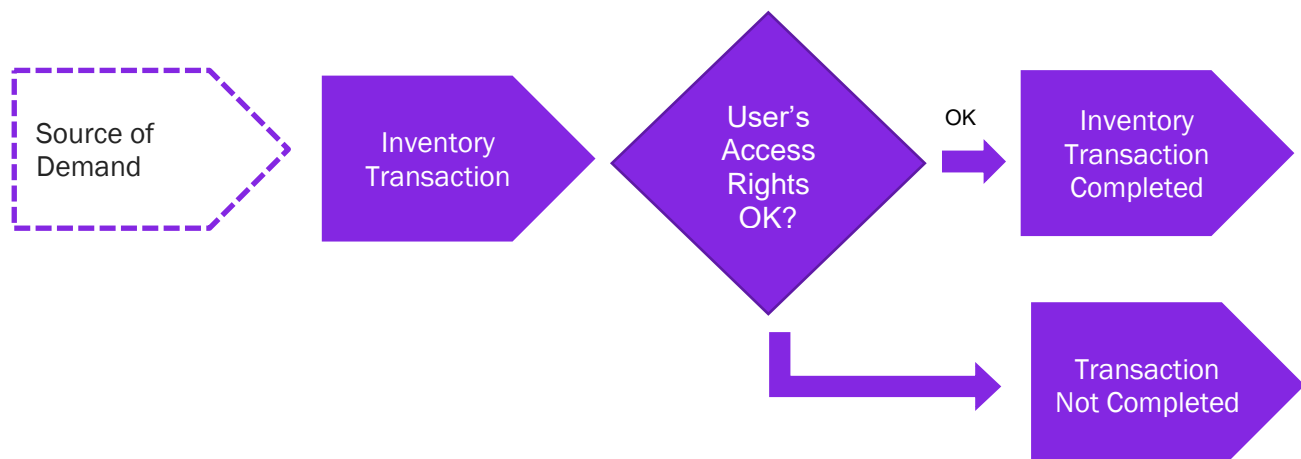 Source of
Demand
Inventory
Transaction
User's
Access
Rights
OK?
OK
Inventory
Transaction
Completed
Transaction
Not Completed